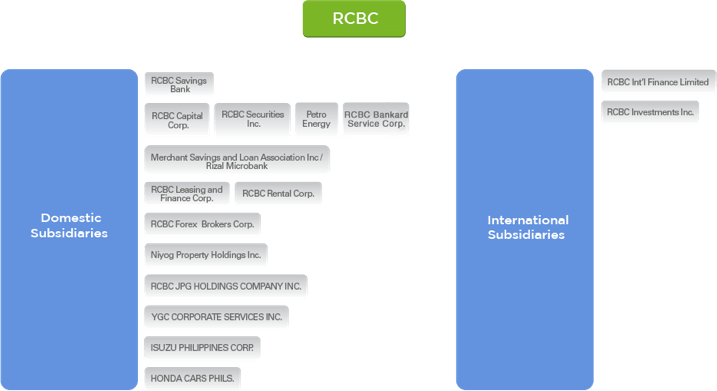 RCBC
Domestic
Subsidiaries
RCBC Savings
Bank
RCBC Capital
Corp.
RCBC Securities
Inc.
Petro
Energy
RCBC Bankard
Service Corp.
Merchant Savings and Loan Association Inc /
Rizal Microbank
RCBC Leasing and
Finance Corp.
RCBC Rental Corp.
RCBC Forex Brokers Corp.
Niyog Property Holdings Inc.
RCBC JPG HOLDINGS COMPANY INC.
YGC CORPORATE SERVICES INC.
ISUZU PHILIPPINES CORP.
HONDA CARS PHILS.
International
Subsidiaries
RCBC Int'l Finance Limited
RCBC Investments Inc.